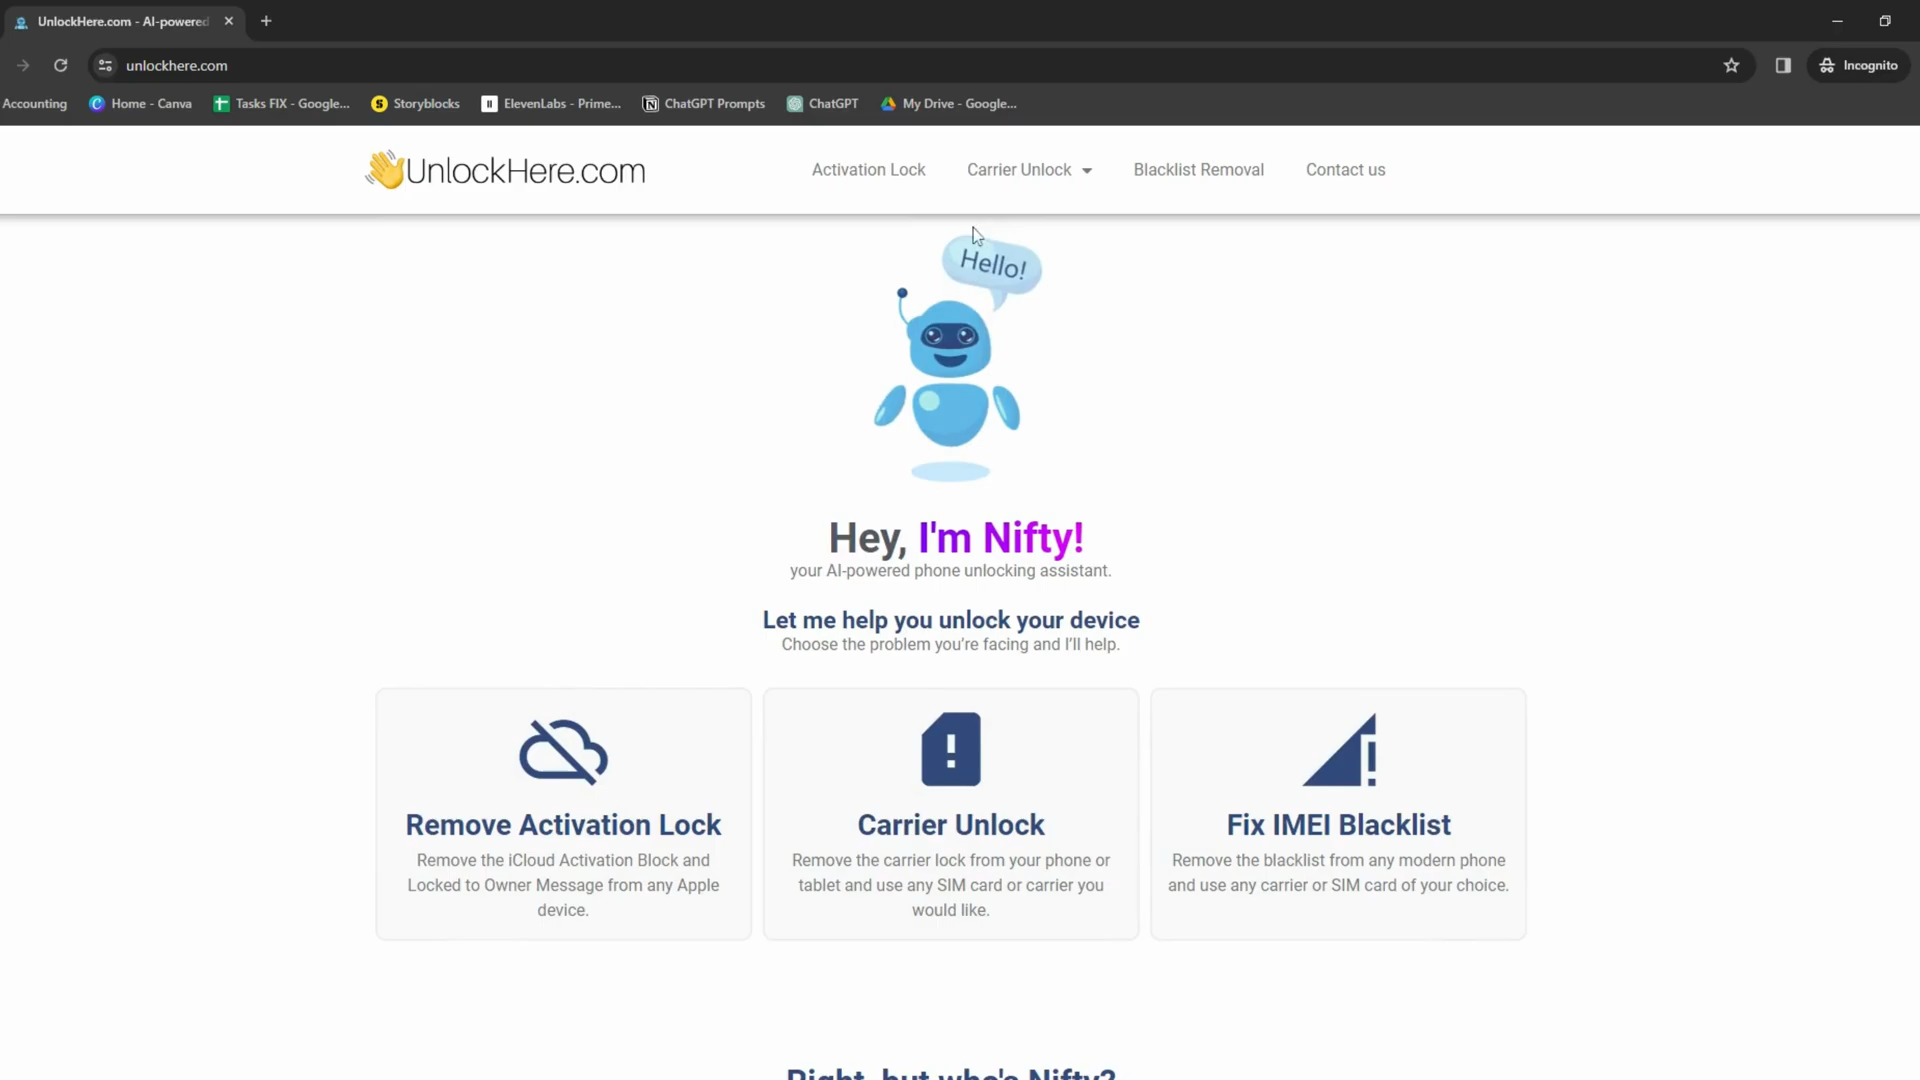 UnlockHere.com - AI-powered
unlockhere.com
Incognito
Accounting
Home - Canva
Tasks FIX - Google...
Storyblocks
ElevenLabs - Prime...
ChatGPT Prompts
ChatGPT
My Drive - Google...
UnlockHere.com
Activation Lock
Carrier Unlock
Blacklist Removal
Contact us
Hello!
Hey, I'm Nifty!
your AI-powered phone unlocking assistant.
Let me help you unlock your device
Choose the problem you're facing and I'll help.
Remove Activation Lock
Remove the iCloud Activation Block and
Locked to Owner Message from any Apple
device.
Carrier Unlock
Remove the carrier lock from your phone or
tablet and use any SIM card or carrier you
would like.
Fix IMEI Blacklist
Remove the blacklist from any modern phone
and use any carrier or SIM card of your choice.
Right, but who's Nifty?